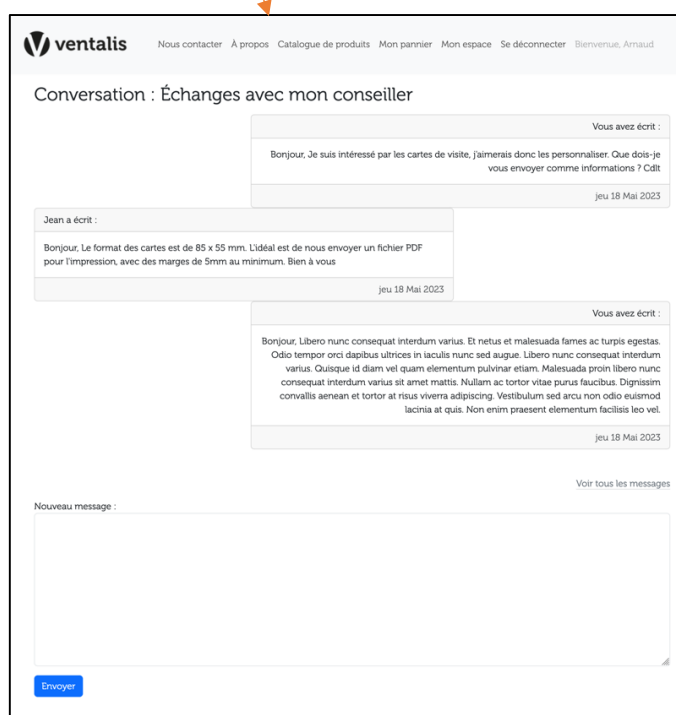 ventalis
Nous contacter À propos Catalogue de produits Mon pannier Mon espace Se déconnecter Bienvenue, Arnaud
Conversation : Échanges avec mon conseiller
Vous avez écrit :
Bonjour, Je suis intéressé par les cartes de visite, j'aimerais donc les personnaliser. Que dois-je
vous envoyer comme informations ? Cdlt
jeu 18 Mai 2023
Jean a écrit :
Bonjour, Le format des cartes est de 85 x 55 mm. L'idéal est de nous envoyer un fichier PDF
pour l'impression, avec des marges de 5mm au minimum. Bien à vous
jeu 18 Mai 2023
Vous avez écrit :
Bonjour, Libero nunc consequat interdum varius. Et netus et malesuada fames ac turpis egestas.
Odio tempor orci dapibus ultrices in iaculis nunc sed augue. Libero nunc consequat interdum
varius. Quisque id diam vel quam elementum pulvinar etiam. Malesuada proin libero nunc
consequat interdum varius sit amet mattis. Nullam ac tortor vitae purus faucibus. Dignissim
convallis aenean et tortor at risus viverra adipiscing. Vestibulum sed arcu non odio euismod
lacinia at quis. Non enim praesent elementum facilisis leo vel.
jeu 18 Mai 2023
Voir tous les messages
Nouveau message :
Envoyer